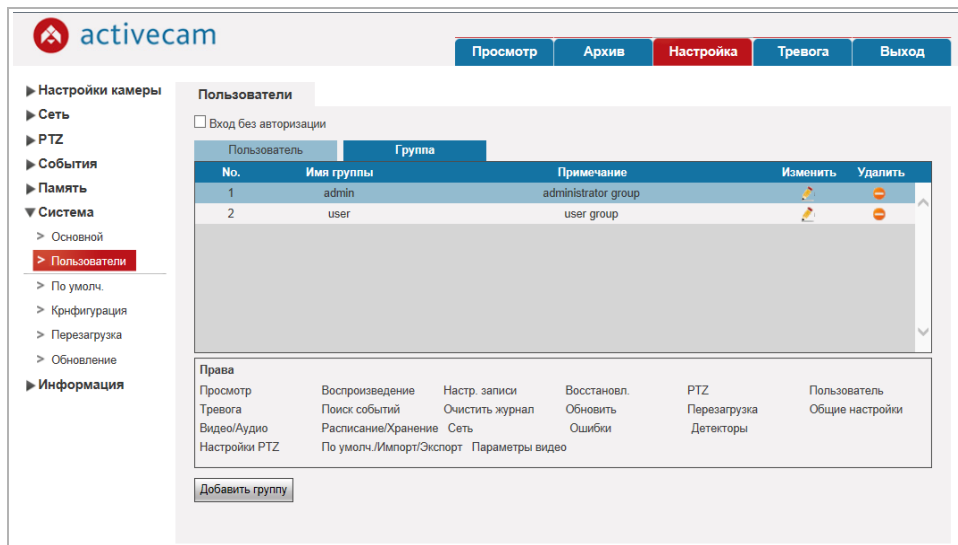 activecam
Просмотр Архив Настройка Тревога Выход
Настройки камеры
Сеть
PTZ
События
Память
Система
> Основной
> Пользователи
> По умолч.
> Крнфигурация
> Перезагрузка
> Обновление
Информация
Пользователи
Вход без авторизации
Пользователь Группа
No. Имя группы Примечание Изменить Удалить
1 admin administrator group
2 user user group
Права
Просмотр Воспроизведение Настр. записи Восстановл. PTZ Пользователь
Тревога Поиск событий Очистить журнал Обновить Перезагрузка Общие настройки
Видео/Аудио Расписание/Хранение Сеть Ошибки Детекторы
Настройки PTZ По умолч./Импорт/Экспорт Параметры видео
Добавить группу